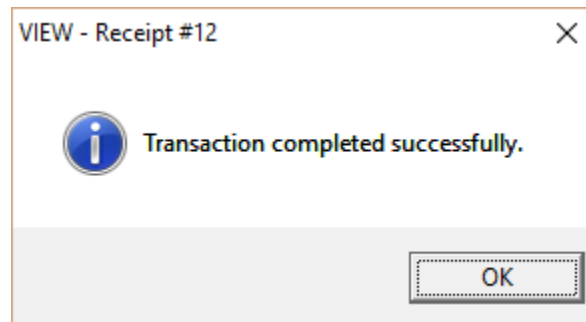 VIEW - Receipt #12
Transaction completed successfully.
OK